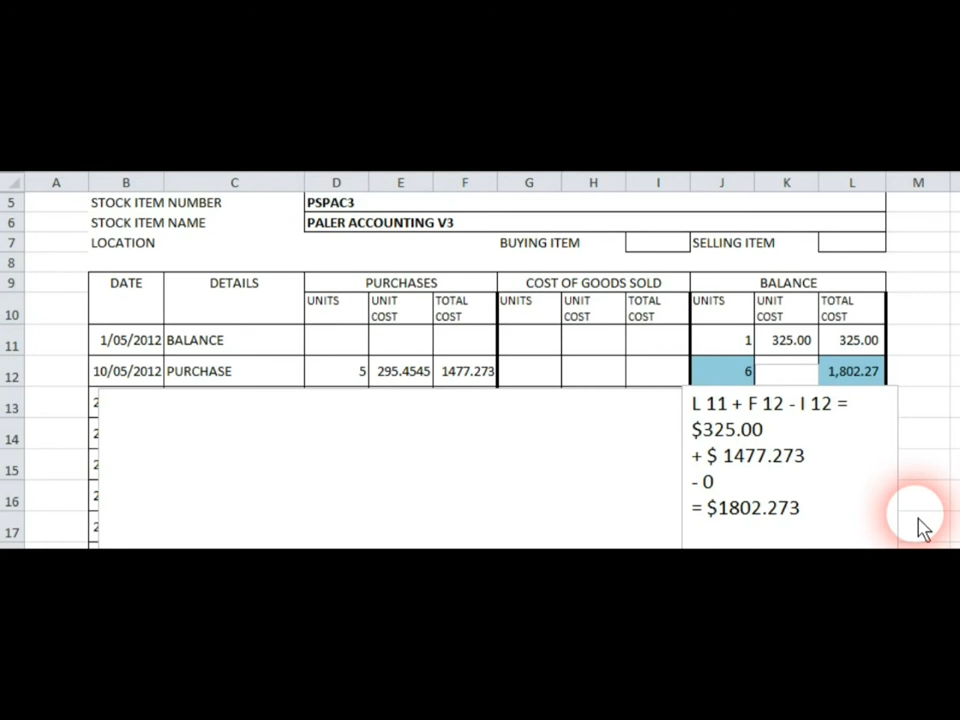 A B C D E F G H I J K L M
5 STOCK ITEM NUMBER PSPAC3
6 STOCK ITEM NAME PALER ACCOUNTING V3
7 LOCATION BUYING ITEM SELLING ITEM
8
9 DATE DETAILS PURCHASES COST OF GOODS SOLD BALANCE
UNITS UNIT TOTAL UNITS UNIT TOTAL UNITS UNIT TOTAL
10 COST COST COST COST COST COST
11 1/05/2012 BALANCE 1 325.00 325.00
12 10/05/2012 PURCHASE 5 295.4545 1477.273 6 1,802.27
13 2
14
15 2
16 2
17 2
L 11 + F 12 - I 12 =
$325.00
+ $ 1477.273
- 0
= $1802.273